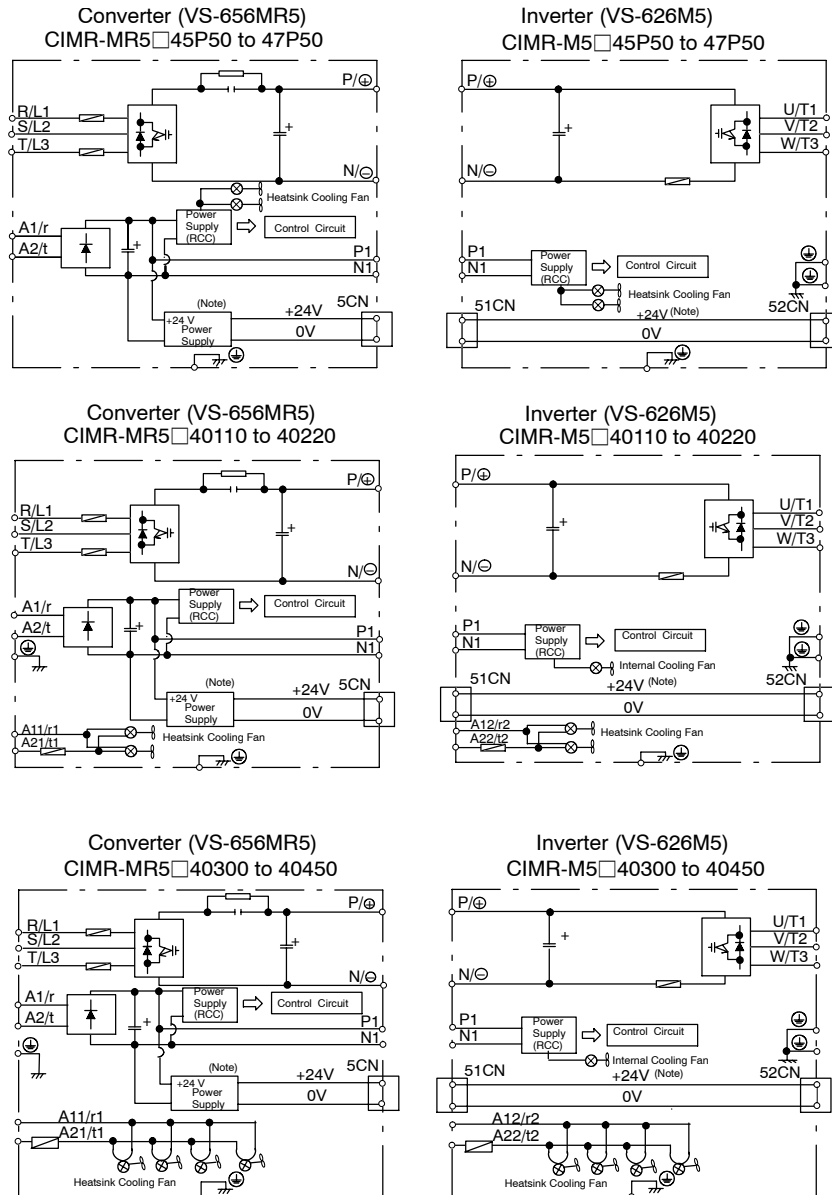 Converter (VS-656MR5)
CIMR-MR5□45P50 to 47P50
P/⊕
R/L1
S/L2
T/L3
+
N/⊖
Heatsink Cooling Fan
A1/r
A2/t
+
Power
Supply
(RCC)
Control Circuit
P1
N1
(Note)
+24 V
Power
Supply
+24V
0V
5CN
Inverter (VS-626M5)
CIMR-M5□45P50 to 47P50
P/⊕
+
U/T1
V/T2
W/T3
N/⊖
P1
N1
Power
Supply
(RCC)
Control Circuit
Heatsink Cooling Fan
51CN
+24V (Note)
0V
52CN
Converter (VS-656MR5)
CIMR-MR5□40110 to 40220
P/⊕
R/L1
S/L2
T/L3
+
N/⊖
A1/r
A2/t
+
Power
Supply
(RCC)
Control Circuit
P1
N1
(Note)
+24 V
Power
Supply
+24V
0V
5CN
A11/r1
A21/t1
Heatsink Cooling Fan
Inverter (VS-626M5)
CIMR-M5□40110 to 40220
P/⊕
+
U/T1
V/T2
W/T3
N/⊖
P1
N1
Power
Supply
(RCC)
Control Circuit
Internal Cooling Fan
51CN
+24V (Note)
0V
52CN
A12/r2
A22/t2
Heatsink Cooling Fan
Converter (VS-656MR5)
CIMR-MR5□40300 to 40450
P/⊕
R/L1
S/L2
T/L3
+
N/⊖
A1/r
A2/t
+
Power
Supply
(RCC)
Control Circuit
P1
N1
(Note)
+24 V
Power
Supply
+24V
0V
5CN
A11/r1
A21/t1
Heatsink Cooling Fan
Inverter (VS-626M5)
CIMR-M5□40300 to 40450
P/⊕
+
U/T1
V/T2
W/T3
N/⊖
P1
N1
Power
Supply
(RCC)
Control Circuit
Internal Cooling Fan
51CN
+24V (Note)
0V
52CN
A12/r2
A22/t2
Heatsink Cooling Fan